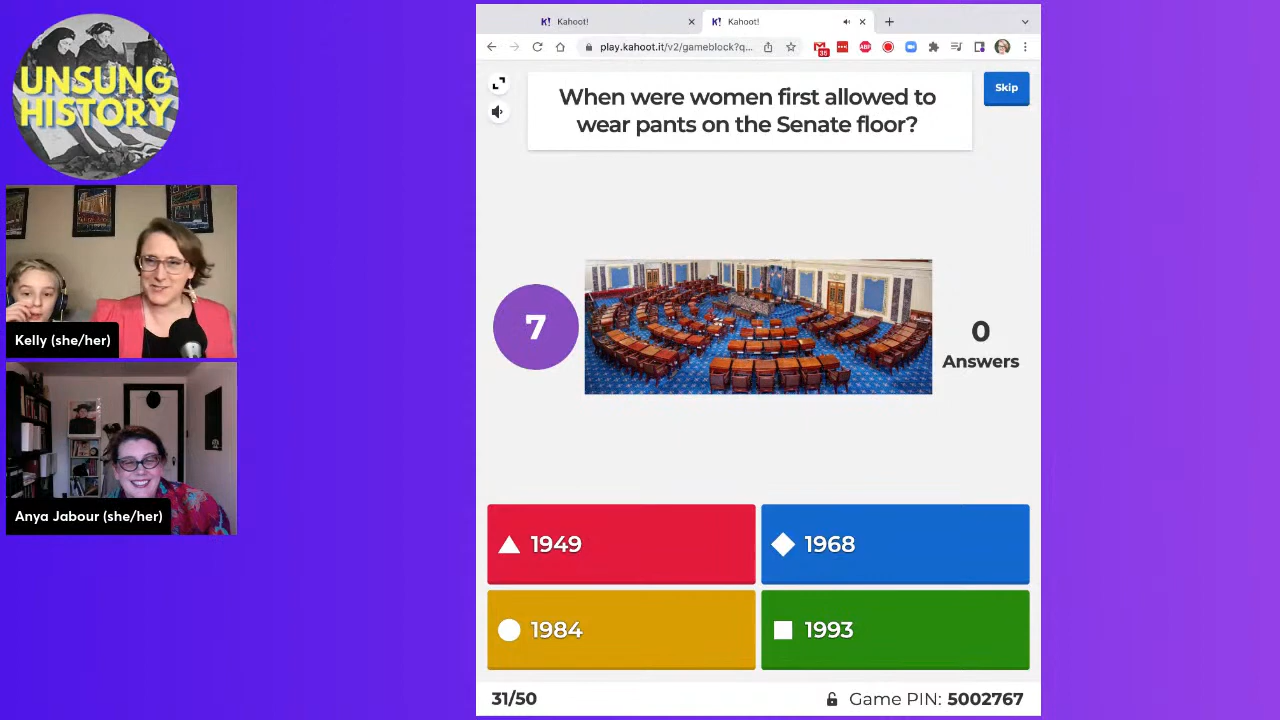 UNSUNG
HISTORY
Kelly (she/her)
Anya Jabour (she/her)
Kahoot!
Kahoot!
play.kahoot.it/v2/gameblock?q...
When were women first allowed to
wear pants on the Senate floor?
Skip
7
0
Answers
1949
1968
1984
1993
31/50
Game PIN: 5002767